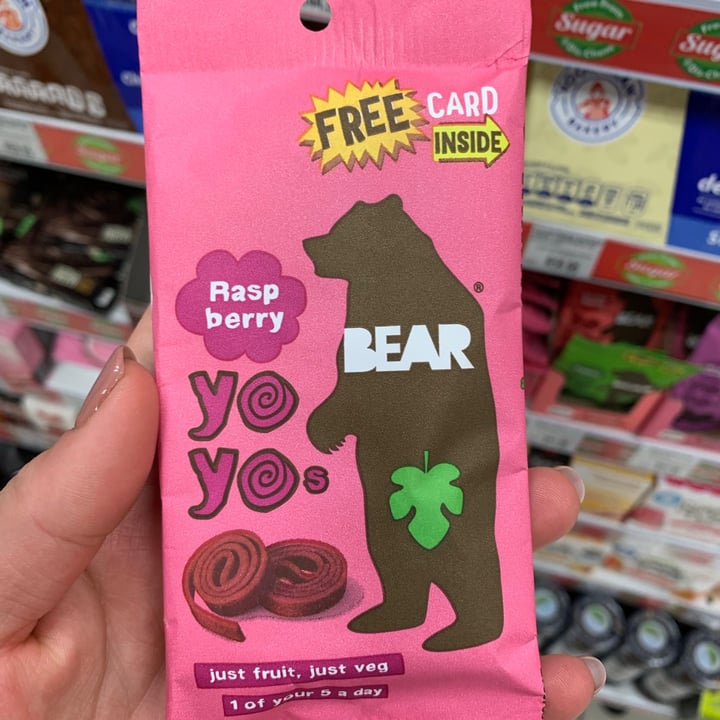 FREE CARD
INSIDE
Rasp
berry
BEAR®
yo
yos
just fruit, just veg
1 of your 5 a day
Sugar